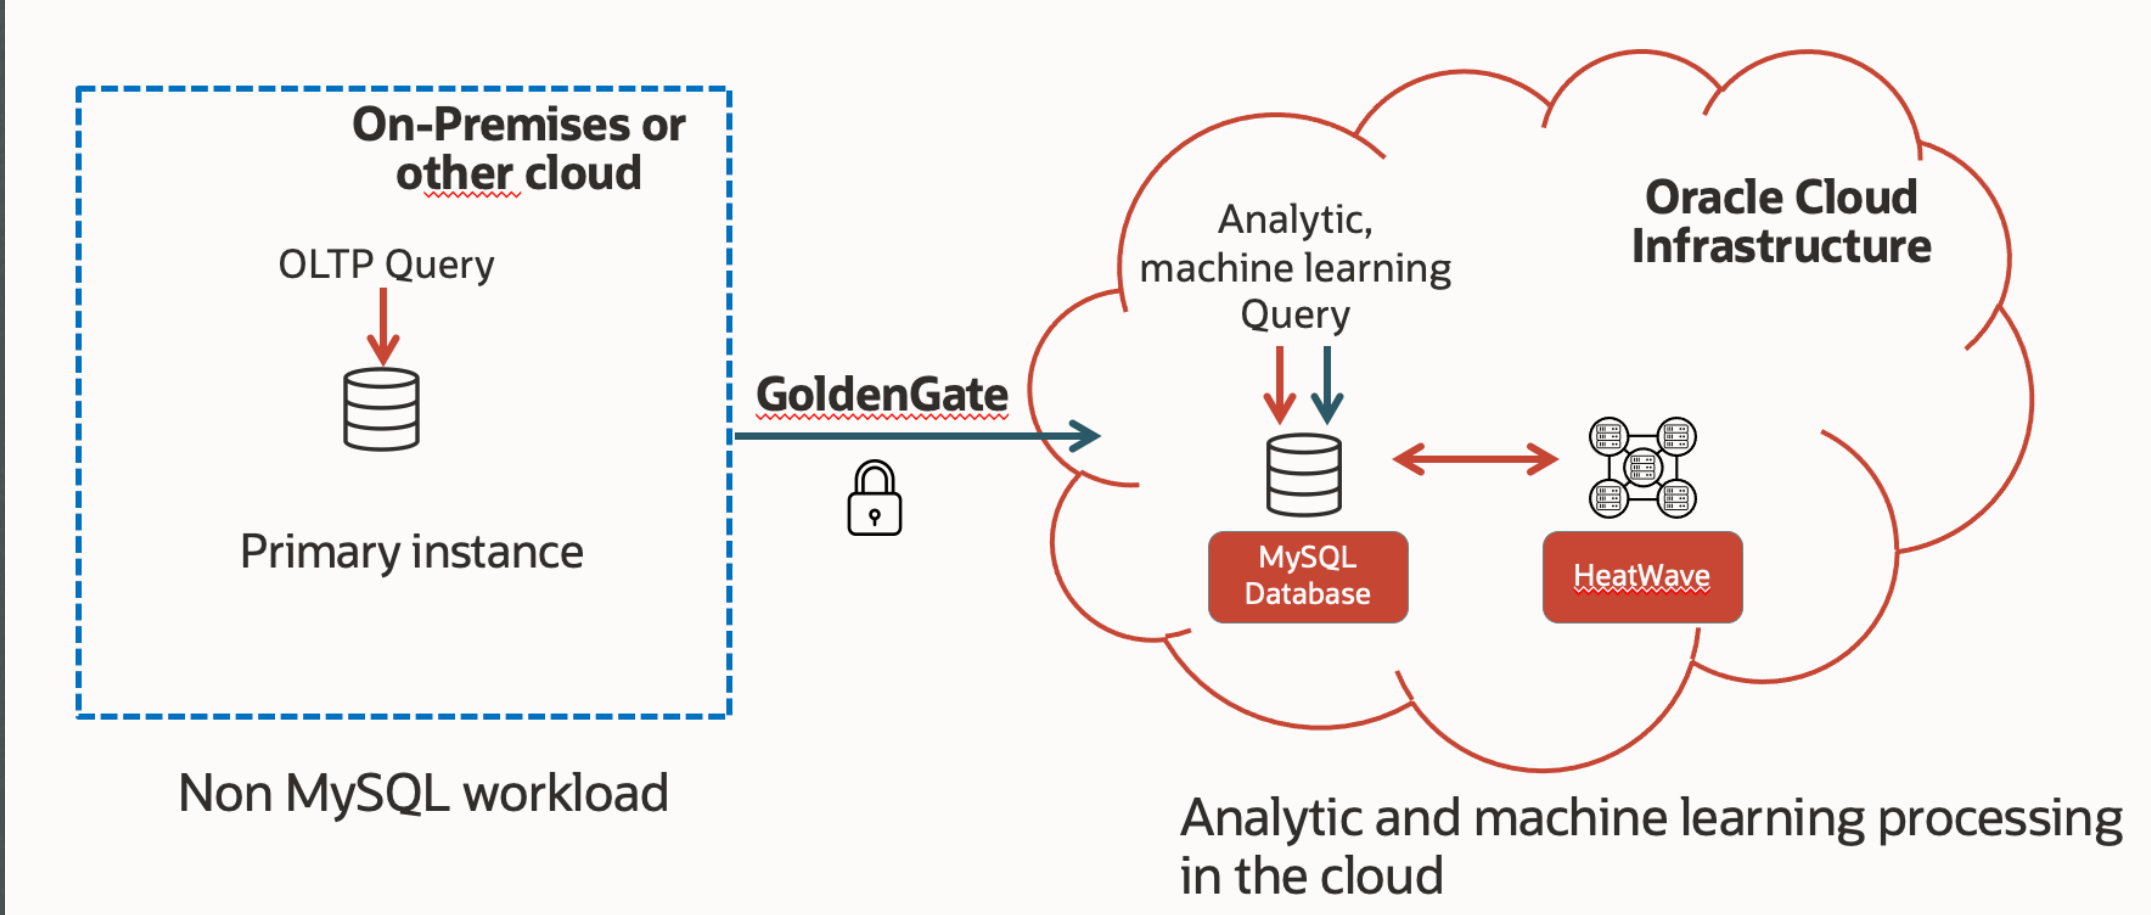 On-Premises or
other cloud
OLTP Query
Primary instance
Non MySQL workload
GoldenGate
Analytic,
machine learning
Query
Oracle Cloud
Infrastructure
MySQL
Database
HeatWave
Analytic and machine learning processing
in the cloud